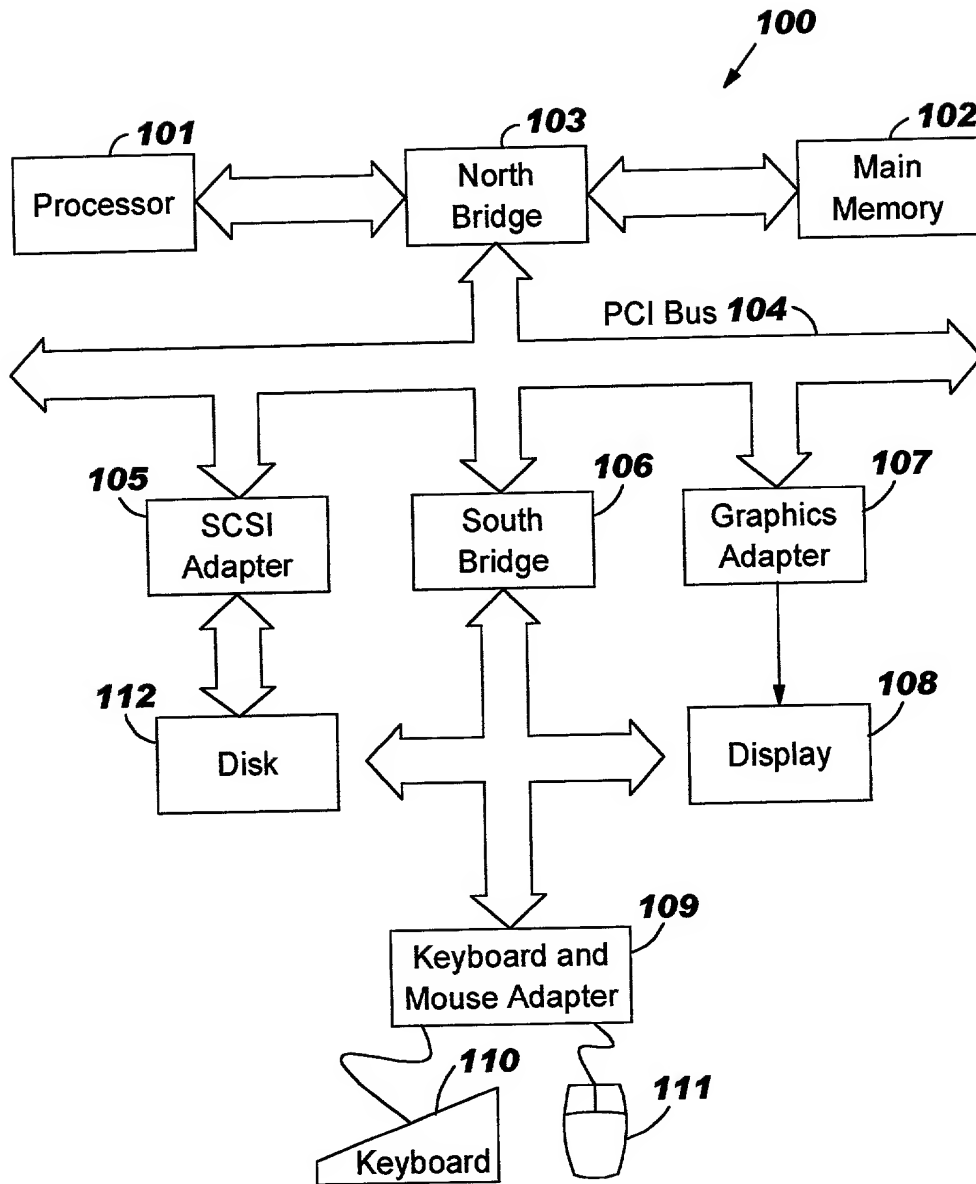 100
101
103
102
Processor
North
Bridge
Main
Memory
PCI Bus 104
105
106
107
SCSI
Adapter
South
Bridge
Graphics
Adapter
112
108
Disk
Display
109
Keyboard and
Mouse Adapter
110
111
Keyboard